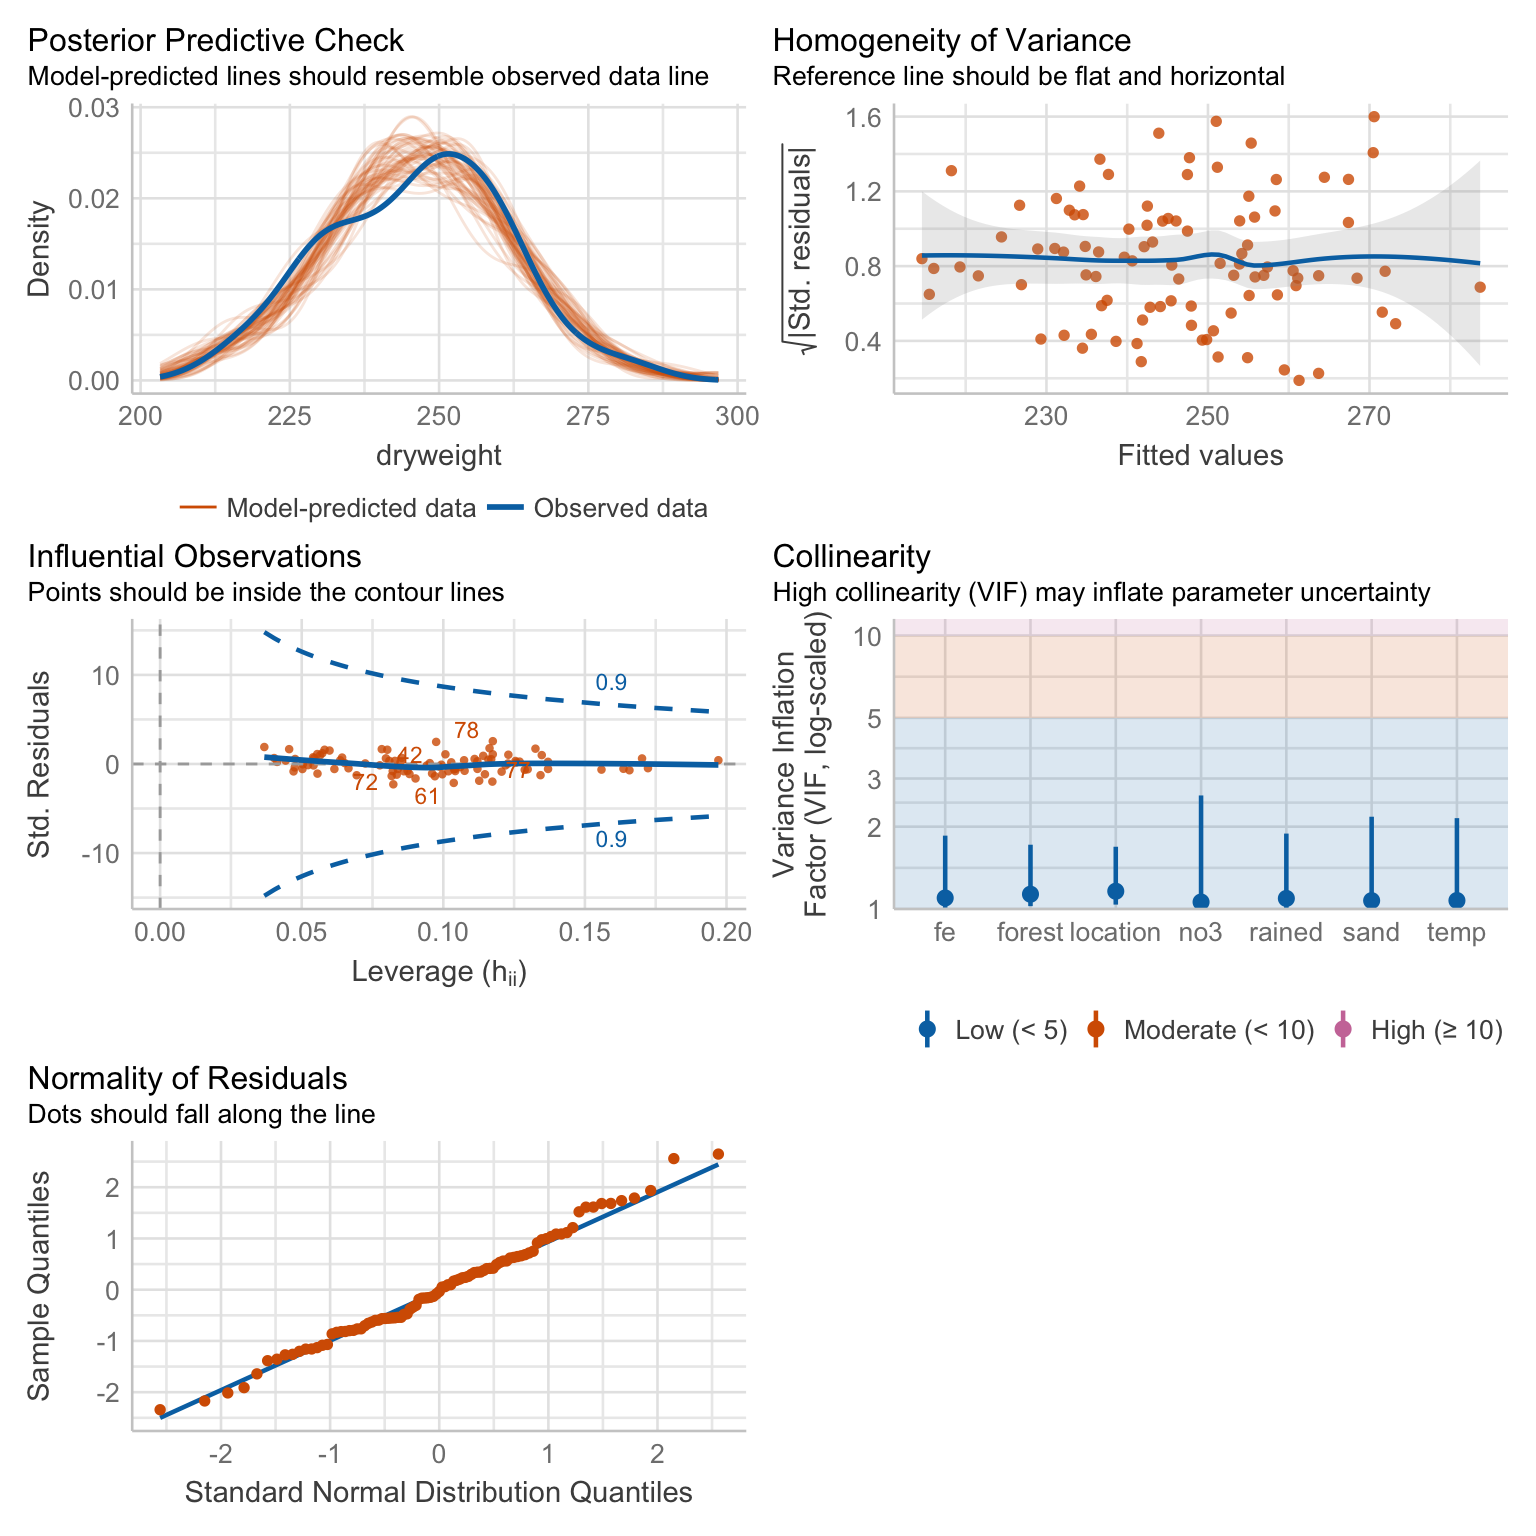 Posterior Predictive Check
Model-predicted lines should resemble observed data line
Density
0.03
0.02
0.01
0.00
200 225 250 275 300
dryweight
Model-predicted data Observed data
Homogeneity of Variance
Reference line should be flat and horizontal
√|Std. residuals|
1.6
1.2
0.8
0.4
230 250 270
Fitted values
Influential Observations
Points should be inside the contour lines
Std. Residuals
10
0
-10
0.9
78
42
77
72
61
0.9
0.00 0.05 0.10 0.15 0.20
Leverage (hii)
Collinearity
High collinearity (VIF) may inflate parameter uncertainty
Variance Inflation
Factor (VIF, log-scaled)
10
5
3
2
1
fe forest location no3 rained sand temp
Low (< 5) Moderate (< 10) High (≥ 10)
Normality of Residuals
Dots should fall along the line
Sample Quantiles
2
1
0
-1
-2
-2 -1 0 1 2
Standard Normal Distribution Quantiles